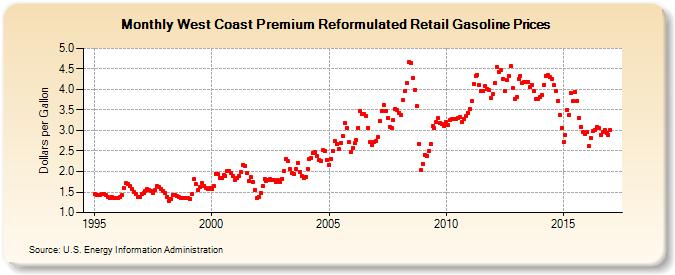 Monthly West Coast Premium Reformulated Retail Gasoline Prices
Dollars per Gallon
5.0
4.5
4.0
3.5
3.0
2.5
2.0
1.5
1.0
1995 2000 2005 2010 2015
Source: U.S. Energy Information Administration